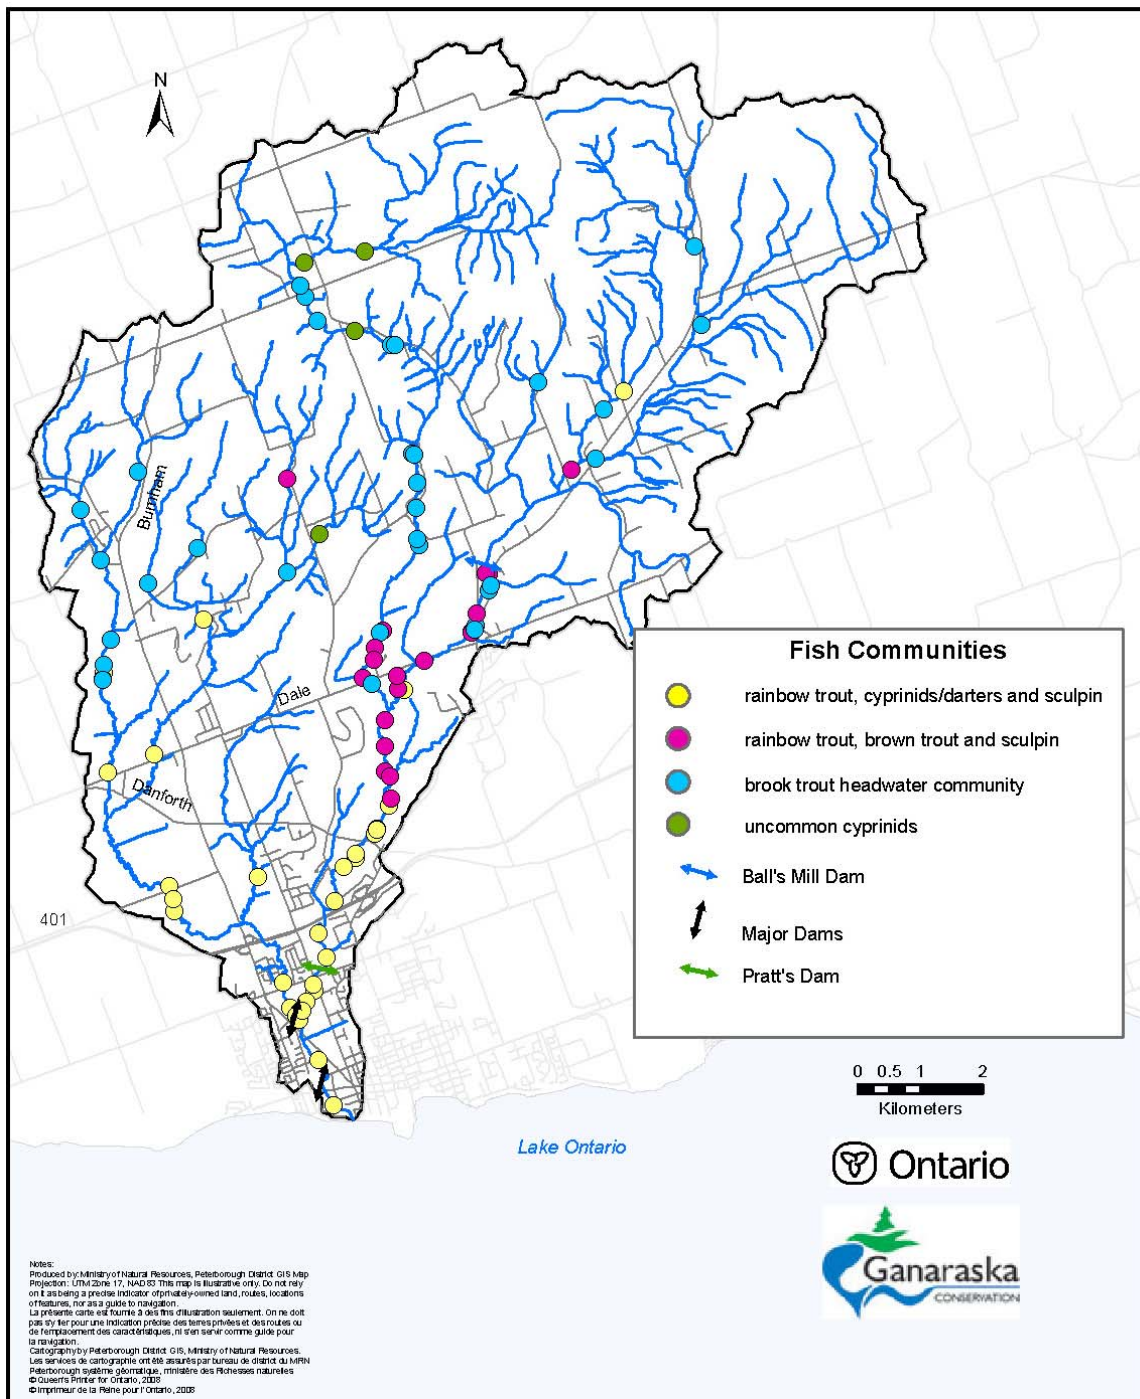 N
Burnham
Dale
Danforth
401
Fish Communities
rainbow trout, cyprinids/darters and sculpin
rainbow trout, brown trout and sculpin
brook trout headwater community
uncommon cyprinids
Ball's Mill Dam
Major Dams
Pratt's Dam
0 0.5 1 2
Kilometers
Lake Ontario
Ontario
Ganaraska
CONSERVATION
Notes:
Produced by: Ministry of Natural Resources, Peterborough District GIS Map
Projection: UTM Zone 17, NAD 83 This map is illustrative only. Do not rely
on it as being a precise indicator of privately-owned land, routes, locations
of features, nor as a guide to navigation.
La présente carte est fournie à des fins d'illustration seulement. On ne doit
pas s'y fier pour une indication précise des terres privées et des routes ou
de l'emplacement des caractéristiques, ni s'en servir comme guide pour
la navigation.
Cartography by Peterborough District GIS, Ministry of Natural Resources.
Les services de cartographie ont été assurés par bureau de district du MRN
Peterborough système géomatique, ministère des Richesses naturelles
© Queen's Printer for Ontario, 2008
© Imprimeur de la Reine pour l'Ontario, 2008